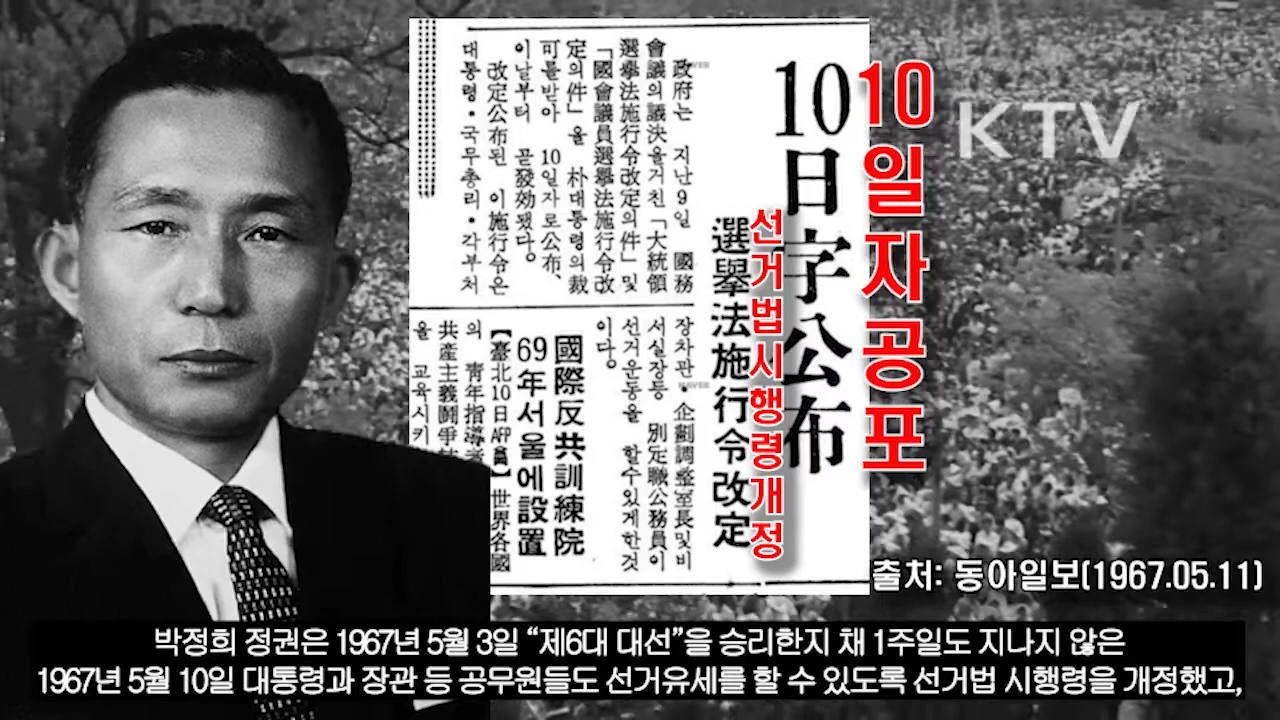 10日字公布
10일자공포
KTV
選擧法施行令改定
선거법시행령개정
政府는 지난9일 國務
會議의 議決을거친 「大統領
選擧法施行令改定의件」및
「國會議員選擧法施行令改
定의件」을 朴大統領의裁
可를받아 10일자로公布、
이날부터 곧發効됐다。
改定公布된 이施行令은
대통령·국무총리·각부처
장차관·企劃調整室長및비
서실장등 別定職公務員이
선거운동을 할수있게한것
이다。
國際反共訓練院
69年서울에設置
【臺北10日AFP合同】世界各國
의 靑年指導者
共産主義鬪爭
을 교육시키
출처: 동아일보(1967.05.11)
박정희 정권은 1967년 5월 3일 “제6대 대선”을 승리한지 채 1주일도 지나지 않은
1967년 5월 10일 대통령과 장관 등 공무원들도 선거유세를 할 수 있도록 선거법 시행령을 개정했고,